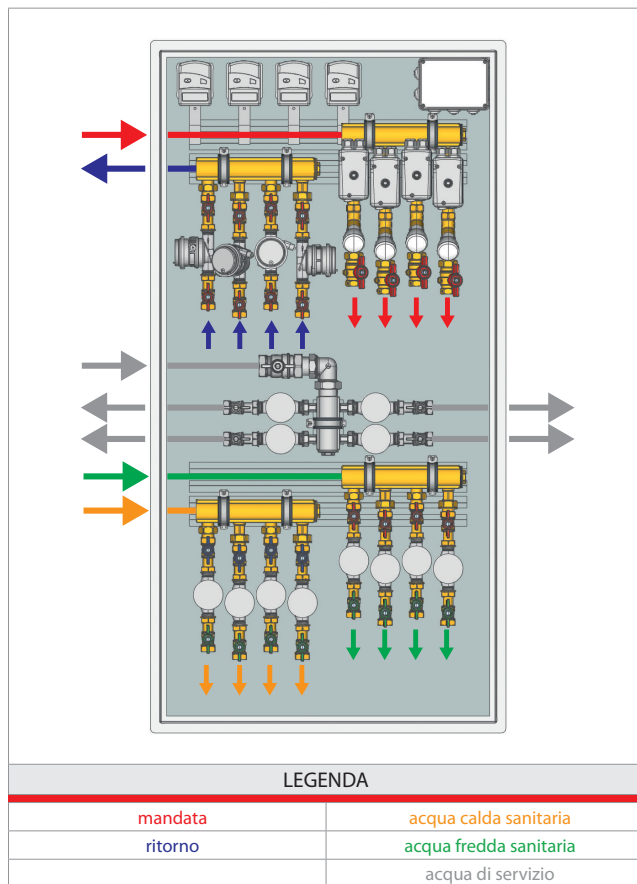 LEGENDA
mandata
acqua calda sanitaria
ritorno
acqua fredda sanitaria
acqua di servizio